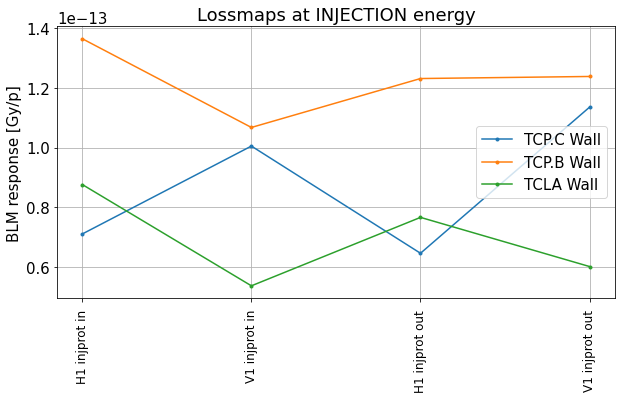 Lossmaps at INJECTION energy
1e−13
1.4
1.2
1.0
0.8
0.6
BLM response [Gy/p]
TCP.C Wall
TCP.B Wall
TCLA Wall
H1 injprot in
V1 injprot in
H1 injprot out
V1 injprot out